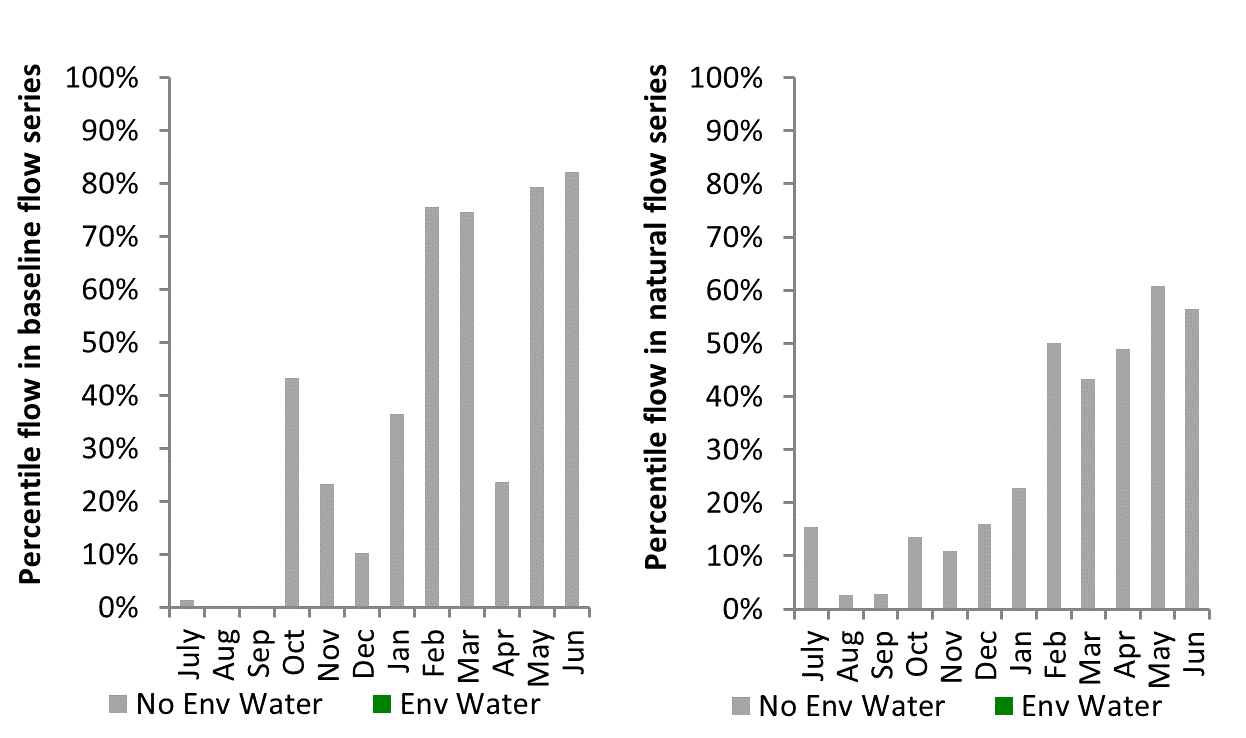 Percentile flow in baseline flow series
100%
90%
80%
70%
60%
50%
40%
30%
20%
10%
0%
July
Aug
Sep
Oct
Nov
Dec
Jan
Feb
Mar
Apr
May
Jun
No Env Water
Env Water
Percentile flow in natural flow series
100%
90%
80%
70%
60%
50%
40%
30%
20%
10%
0%
July
Aug
Sep
Oct
Nov
Dec
Jan
Feb
Mar
Apr
May
Jun
No Env Water
Env Water